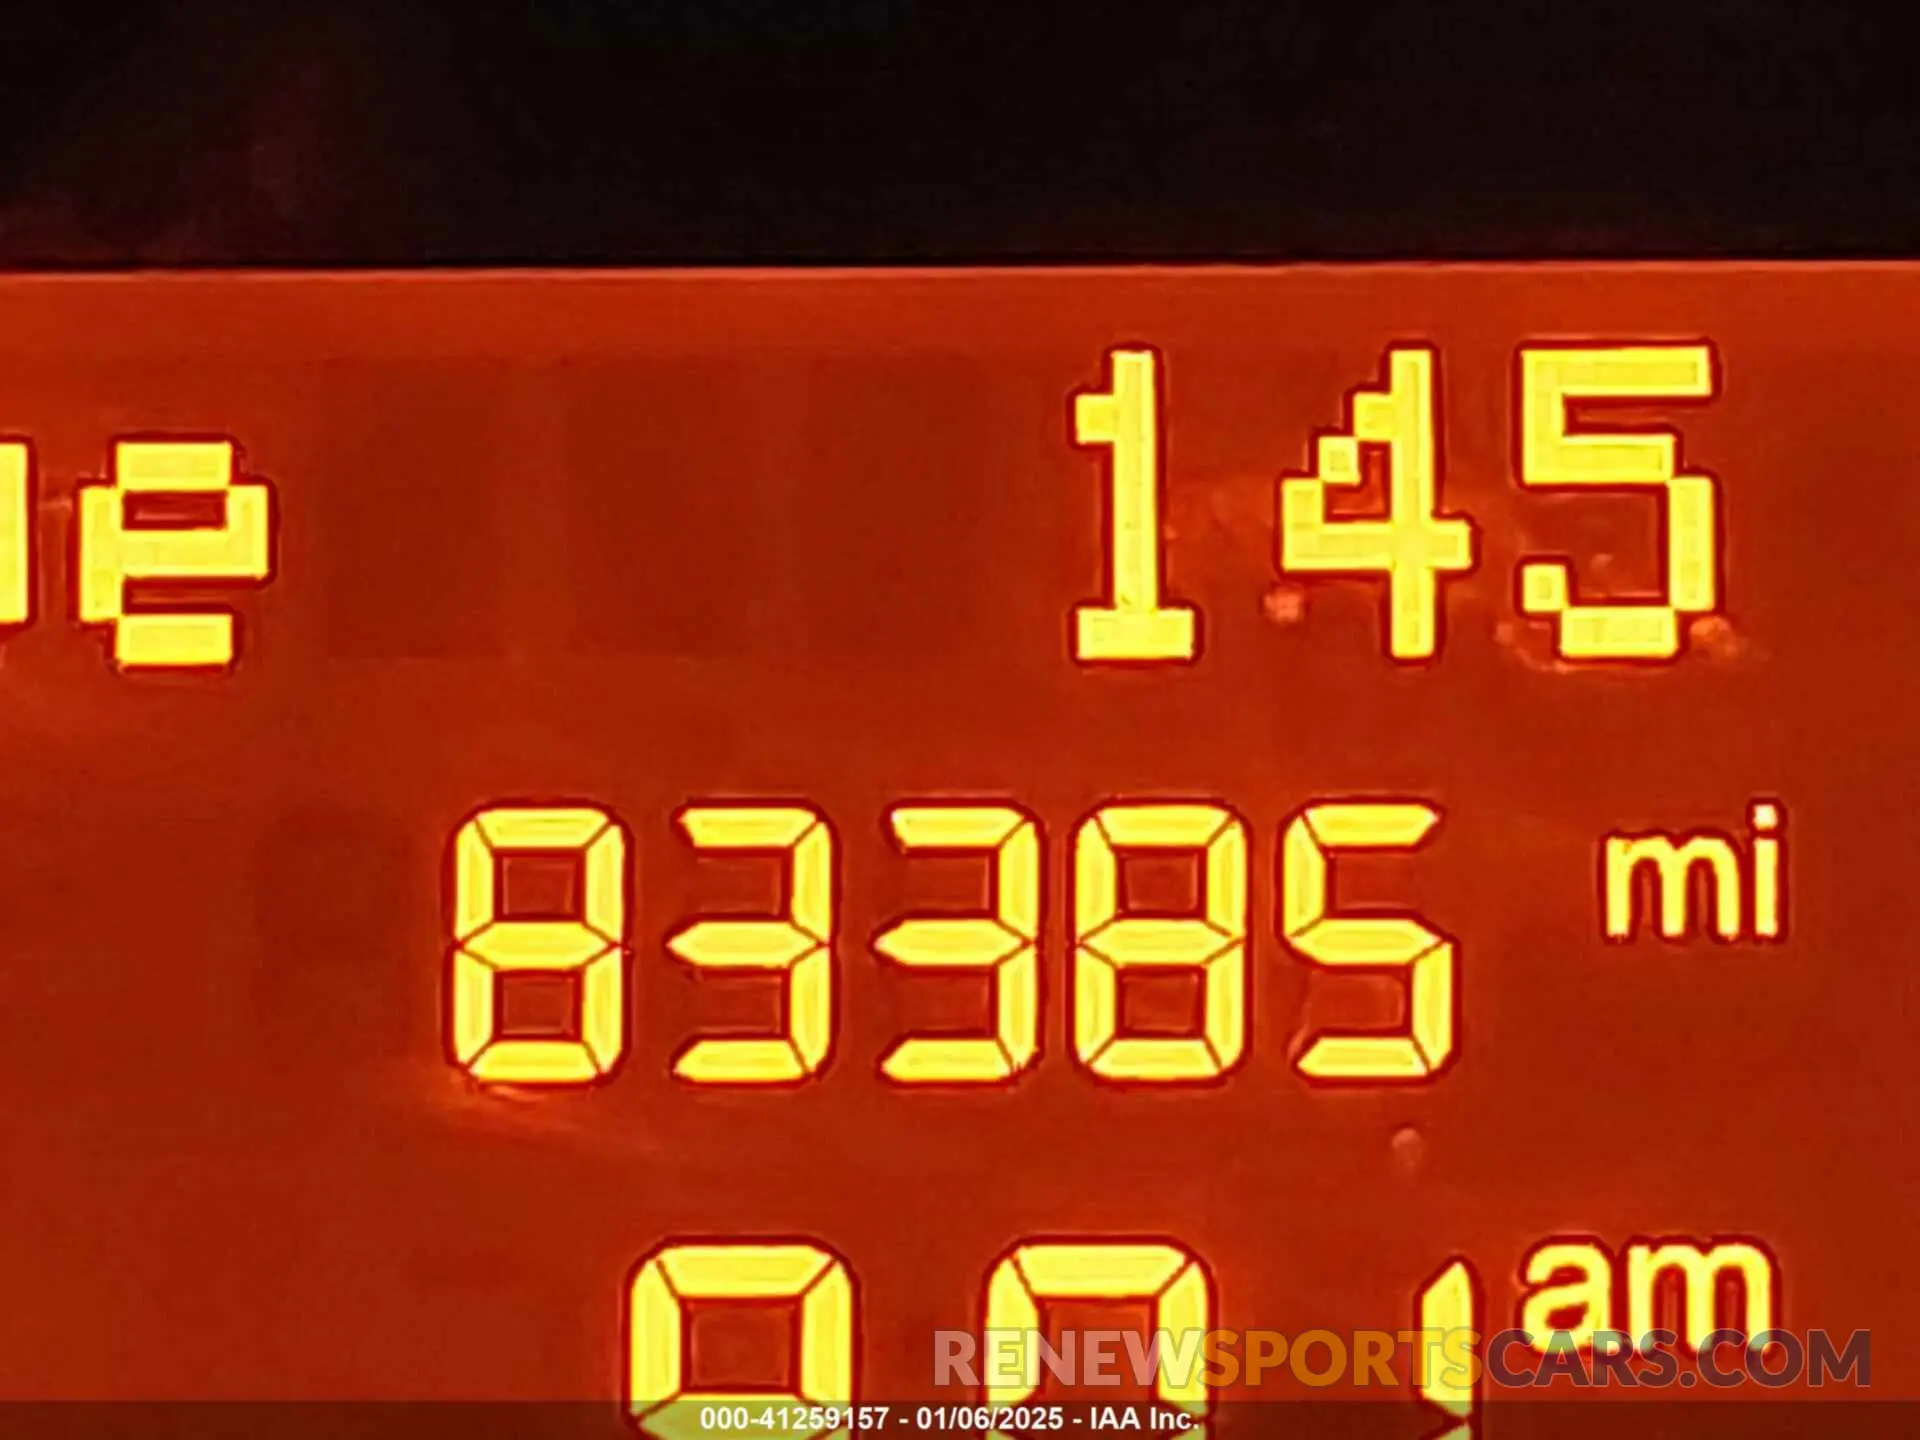 e 145
83385 mi
am
RENEWSPORTSCARS.COM
000-41259157 - 01/06/2025 - IAA Inc.